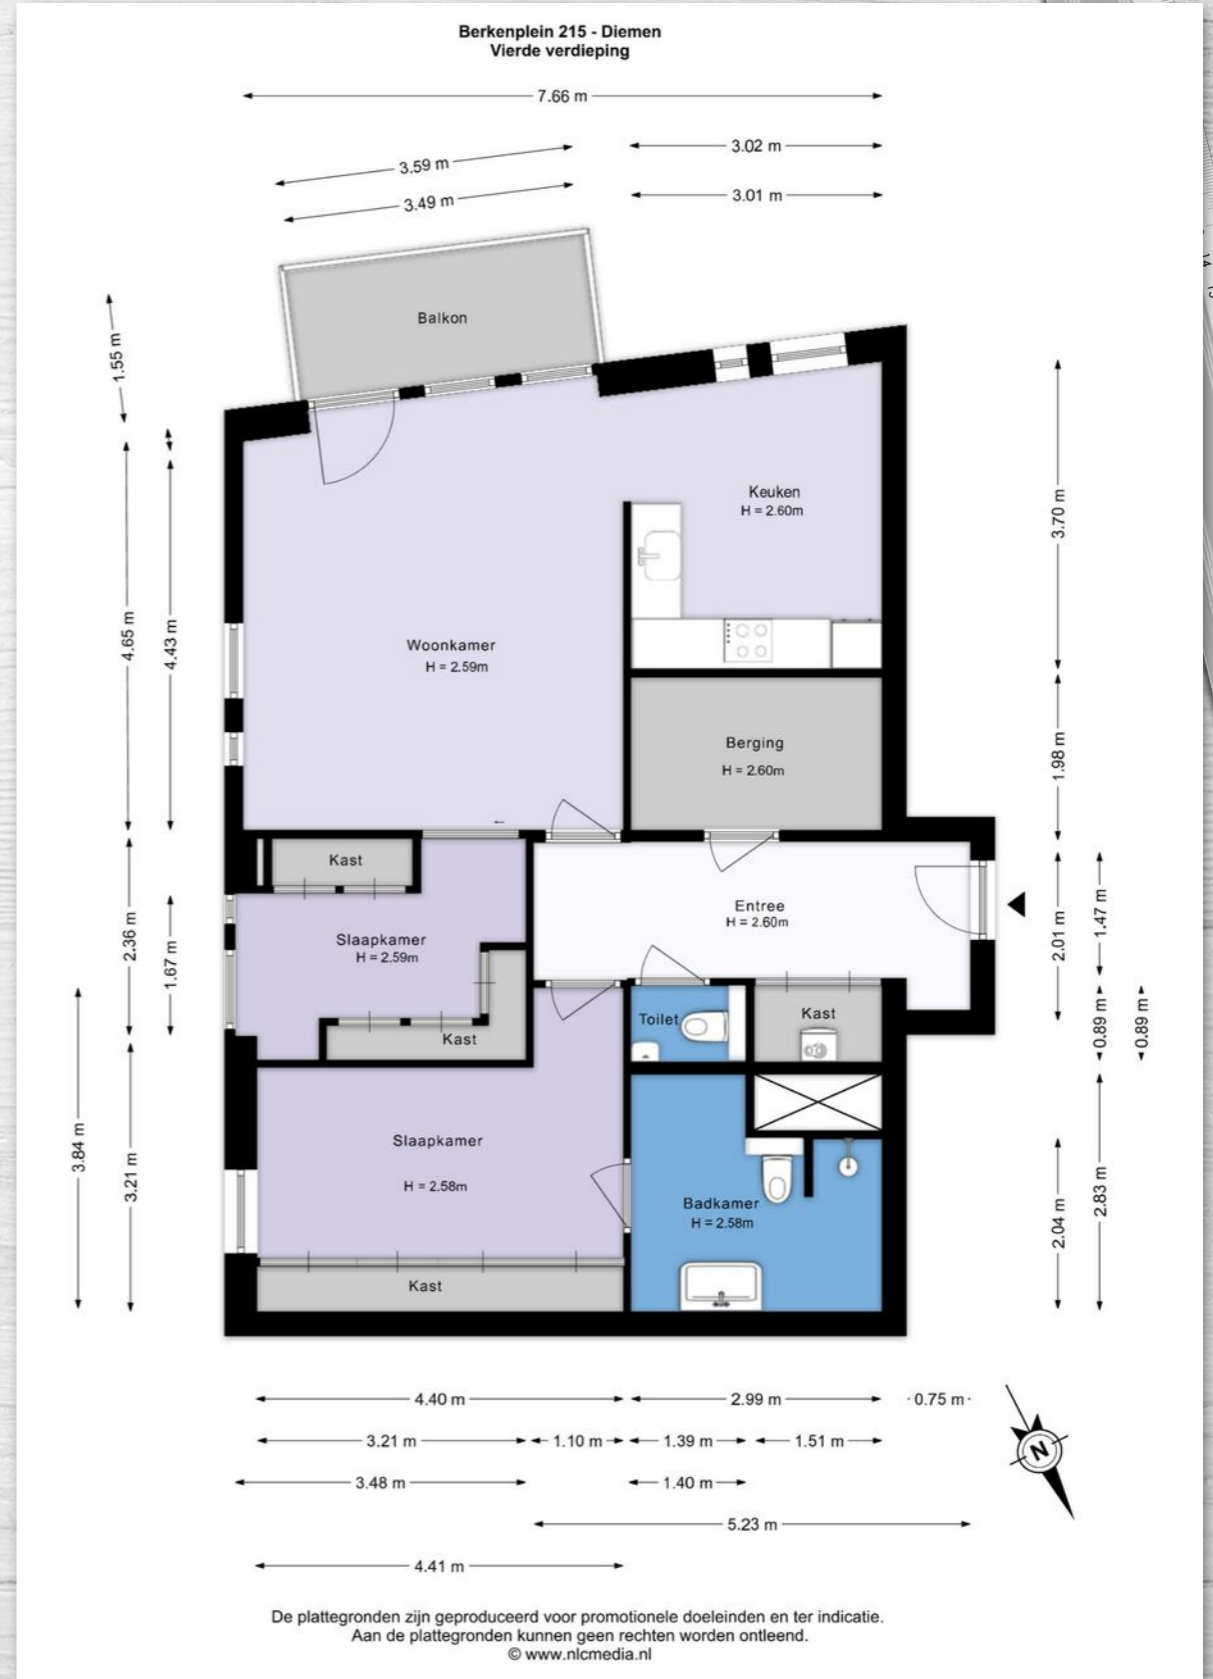 Berkenplein 215 - Diemen
Vierde verdieping
7.66 m
3.59 m
3.02 m
3.49 m
3.01 m
Balkon
1.55 m
Keuken
H = 2.60m
3.70 m
4.65 m
4.43 m
Woonkamer
H = 2.59m
Berging
H = 2.60m
1.98 m
Kast
Entree
H = 2.60m
2.36 m
1.67 m
Slaapkamer
H = 2.59m
2.01 m
1.47 m
Toilet
Kast
Kast
0.89 m
0.89 m
3.84 m
3.21 m
Slaapkamer
H = 2.58m
Badkamer
H = 2.58m
2.04 m
2.83 m
Kast
4.40 m
2.99 m
0.75 m
3.21 m
1.10 m
1.39 m
1.51 m
N
3.48 m
1.40 m
5.23 m
4.41 m
De plattegronden zijn geproduceerd voor promotionele doeleinden en ter indicatie.
Aan de plattegronden kunnen geen rechten worden ontleend.
© www.nlcmedia.nl